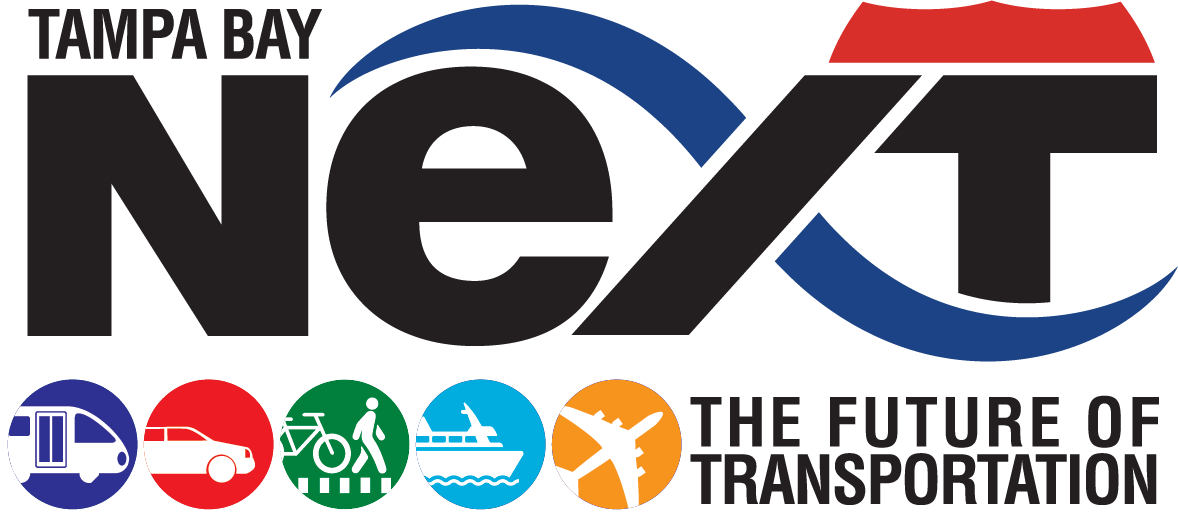 TAMPA BAY
NeXT
THE FUTURE OF
TRANSPORTATION